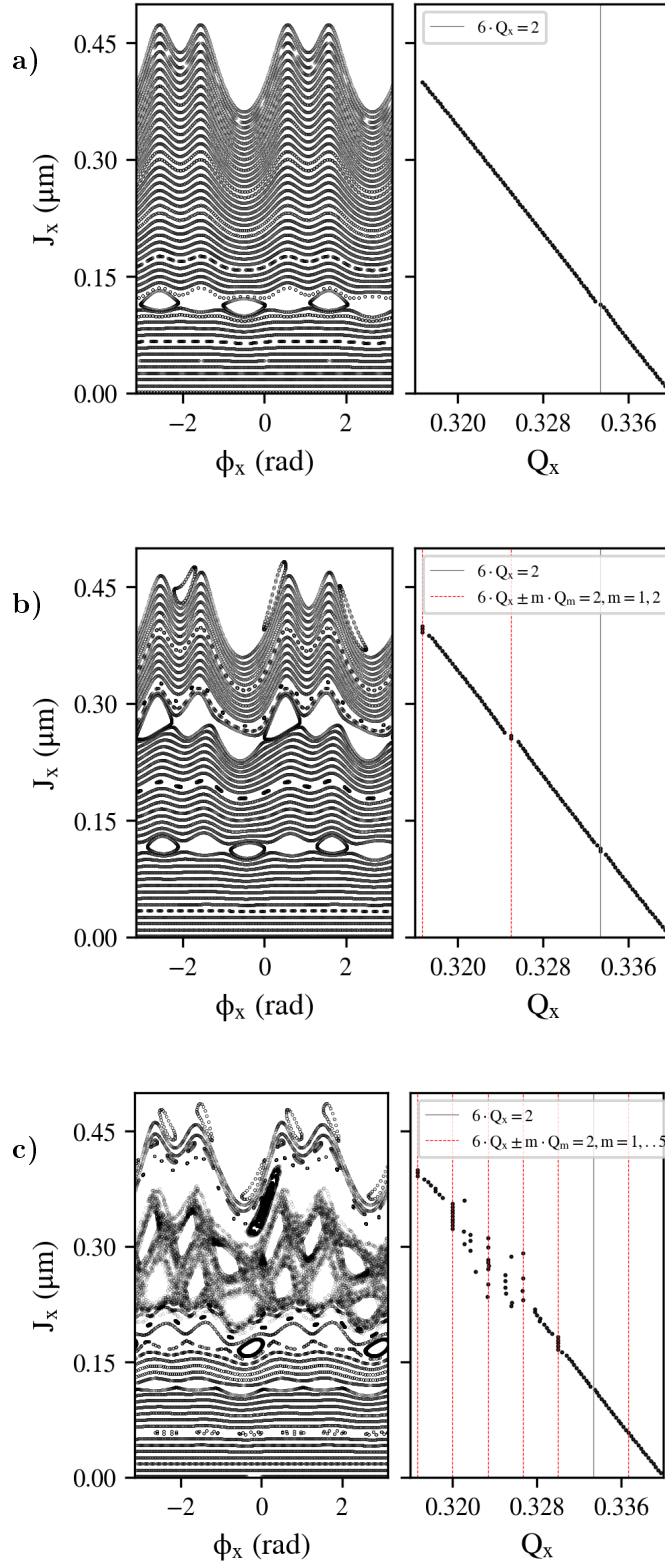 a)
0.45
0.30
0.15
0.00
J_x (μm)
−2
0
2
ϕ_x (rad)
6 · Q_x = 2
0.320
0.328
0.336
Q_x
b)
0.45
0.30
0.15
0.00
J_x (μm)
−2
0
2
ϕ_x (rad)
6 · Q_x = 2
6 · Q_x ± m · Q_m = 2, m = 1, 2
0.320
0.328
0.336
Q_x
c)
0.45
0.30
0.15
0.00
J_x (μm)
−2
0
2
ϕ_x (rad)
6 · Q_x = 2
6 · Q_x ± m · Q_m = 2, m = 1, . . 5
0.320
0.328
0.336
Q_x